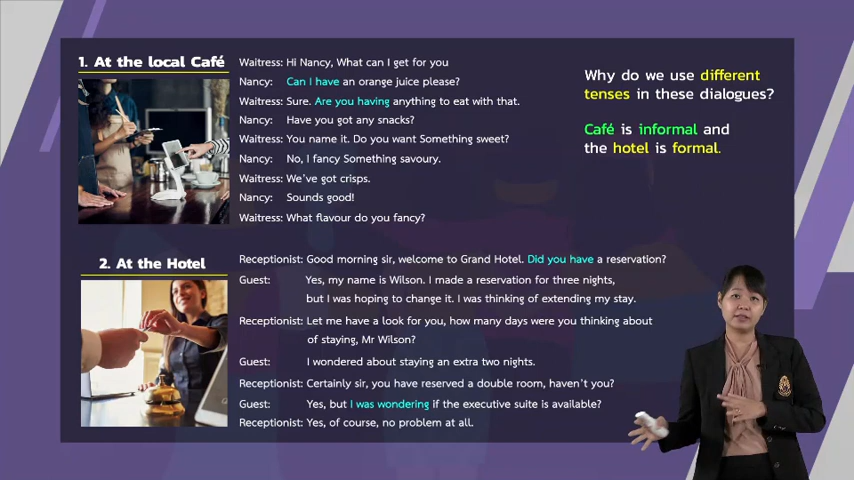 1. At the local Café
Waitress: Hi Nancy, What can I get for you
Nancy: Can I have an orange juice please?
Waitress: Sure. Are you having anything to eat with that.
Nancy: Have you got any snacks?
Waitress: You name it. Do you want Something sweet?
Nancy: No, I fancy Something savoury.
Waitress: We've got crisps.
Nancy: Sounds good!
Waitress: What flavour do you fancy?
Why do we use different
tenses in these dialogues?
Café is informal and
the hotel is formal.
2. At the Hotel
Receptionist: Good morning sir, welcome to Grand Hotel. Did you have a reservation?
Guest: Yes, my name is Wilson. I made a reservation for three nights,
but I was hoping to change it. I was thinking of extending my stay.
Receptionist: Let me have a look for you, how many days were you thinking about
of staying, Mr Wilson?
Guest: I wondered about staying an extra two nights.
Receptionist: Certainly sir, you have reserved a double room, haven't you?
Guest: Yes, but I was wondering if the executive suite is available?
Receptionist: Yes, of course, no problem at all.